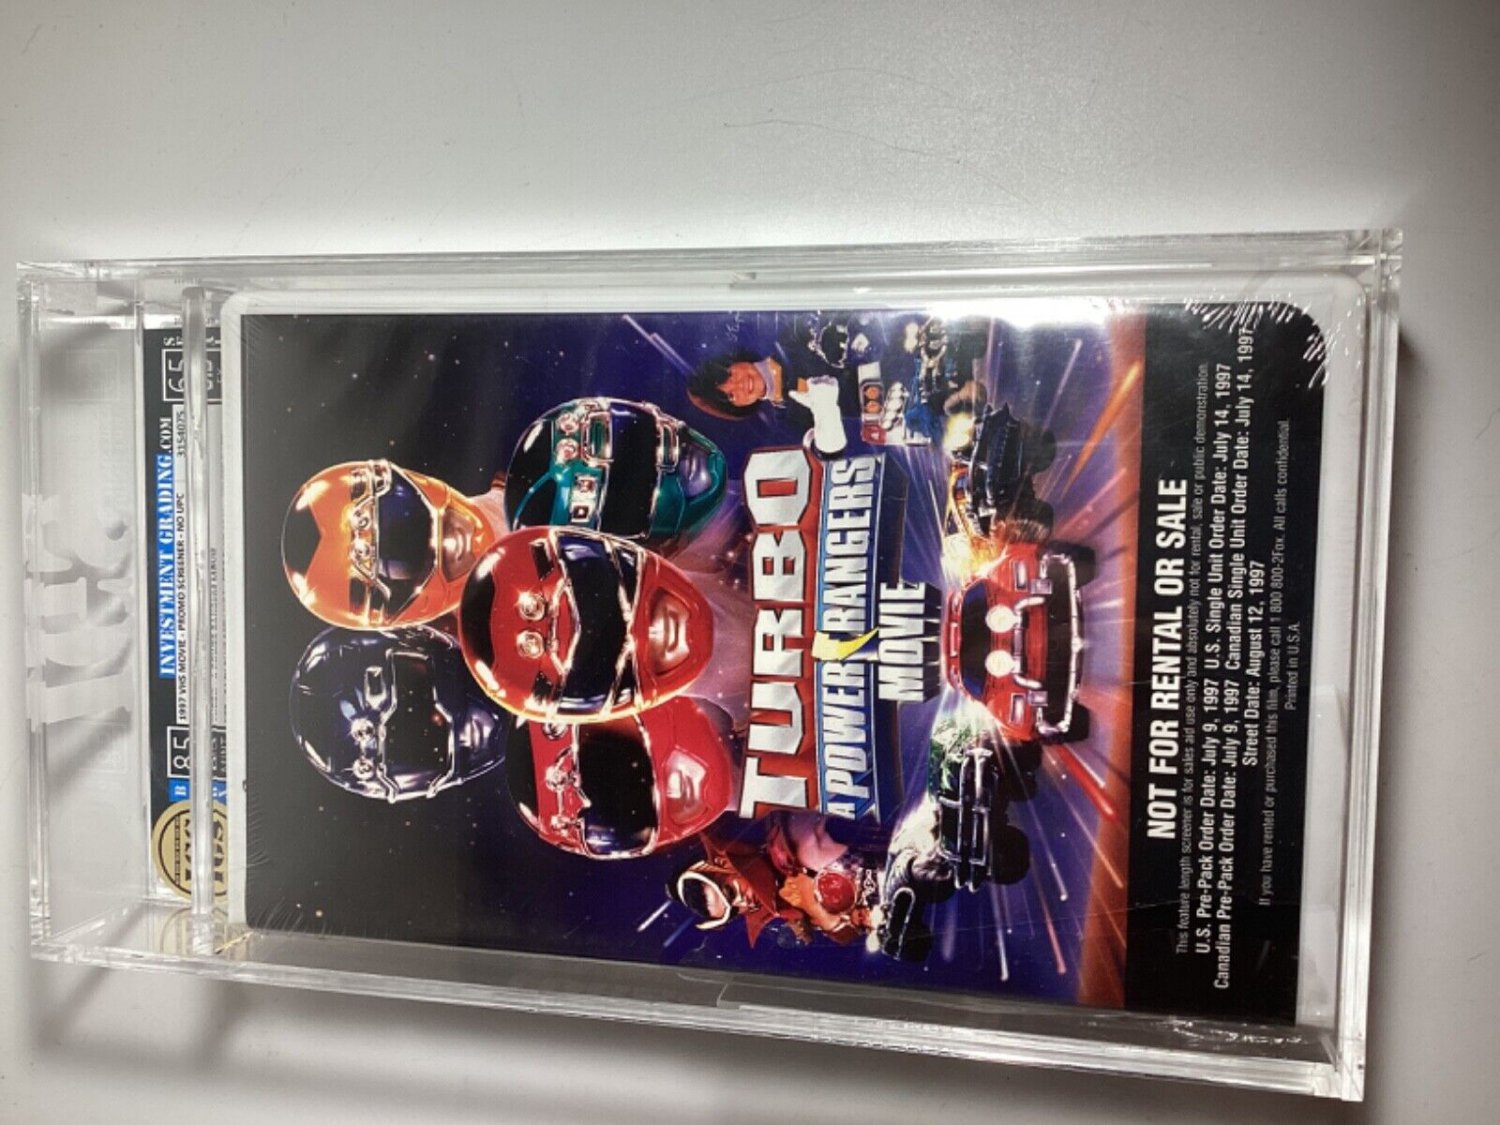 IGS
INVESTMENT GRADING.COM
B 85
1997 VHS MOVIE - PROMO SCREENER - NO UPC 3154075
S 65
IGS
TURBO
A POWER RANGERS
MOVIE
NOT FOR RENTAL OR SALE
This feature length screener is for sales aid use only and absolutely not for rental, sale or public demonstration.
U.S. Pre-Pack Order Date: July 9, 1997 U.S. Single Unit Order Date: July 14, 1997
Canadian Pre-Pack Order Date: July 9, 1997 Canadian Single Unit Order Date: July 14, 1997
Street Date: August 12, 1997
If you have rented or purchased this film, please call 1 800 800-2Fox. All calls confidential.
Printed in U.S.A.